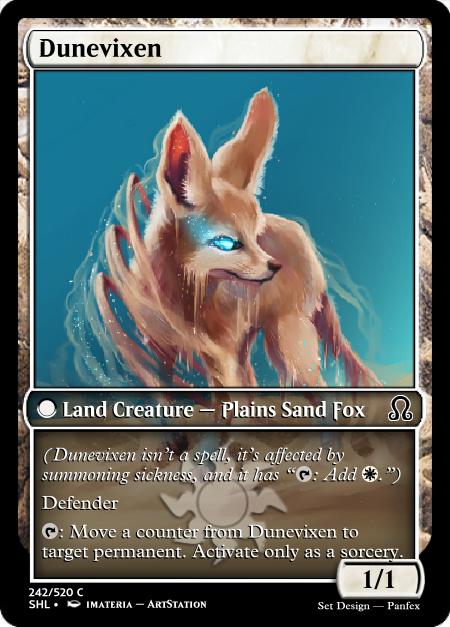 Dunevixen
Land Creature — Plains Sand Fox
(Dunevixen isn't a spell, it's affected by
summoning sickness, and it has “: Add .”)
Defender
: Move a counter from Dunevixen to
target permanent. Activate only as a sorcery.
1/1
242/520 C
SHL • IMATERIA — ArtStation
Set Design — Panfex